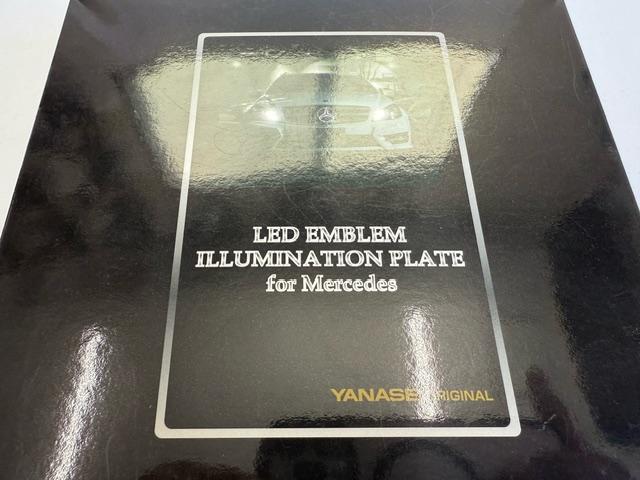 LED EMBLEM
ILLUMINATION PLATE
for Mercedes
YANASE ORIGINAL